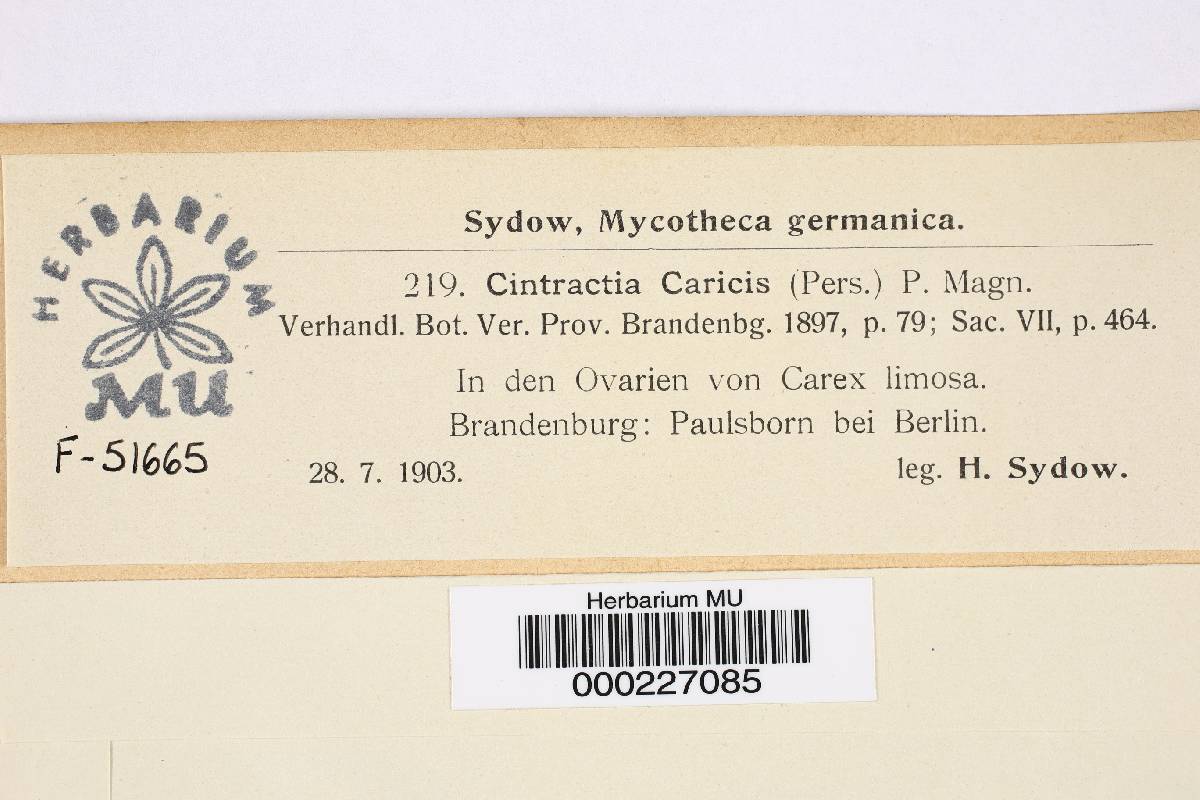 HERBARIUM
MU
F-51665
Sydow, Mycotheca germanica.
219. Cintractia Caricis (Pers.) P. Magn.
Verhandl. Bot. Ver. Prov. Brandenbg. 1897, p. 79; Sac. VII, p. 464.
In den Ovarien von Carex limosa.
Brandenburg: Paulsborn bei Berlin.
28. 7. 1903. leg. H. Sydow.
Herbarium MU
000227085